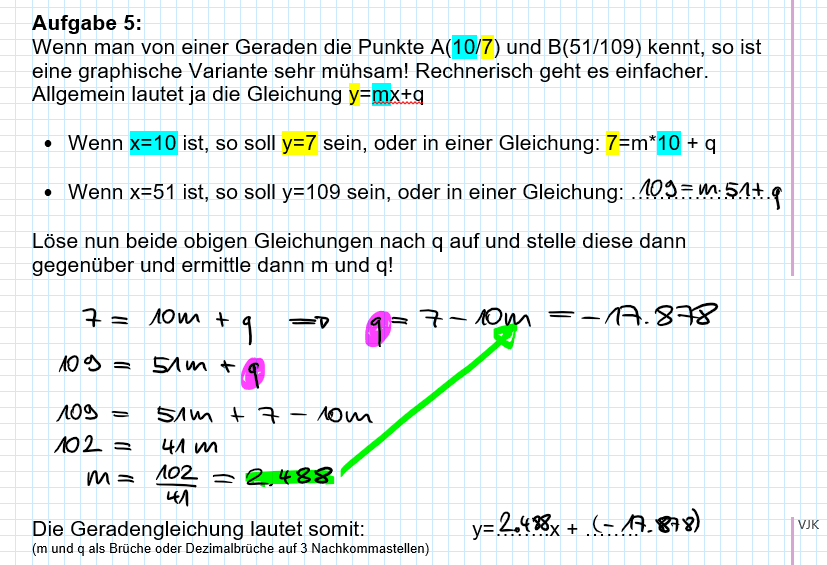 Aufgabe 5:
Wenn man von einer Geraden die Punkte A(10/7) und B(51/109) kennt, so ist
eine graphische Variante sehr mühsam! Rechnerisch geht es einfacher.
Allgemein lautet ja die Gleichung y=mx+q
• Wenn x=10 ist, so soll y=7 sein, oder in einer Gleichung: 7=m*10 + q
• Wenn x=51 ist, so soll y=109 sein, oder in einer Gleichung: 109=m·51+q
Löse nun beide obigen Gleichungen nach q auf und stelle diese dann
gegenüber und ermittle dann m und q!
7 = 10m + q ⇒ q = 7 - 10m = -17.878
109 = 51m + q
109 = 51m + 7 - 10m
102 = 41m
m = 102/41 = 2.488
Die Geradengleichung lautet somit: y=2.488x + (-17.878)
(m und q als Brüche oder Dezimalbrüche auf 3 Nachkommastellen)
VJK